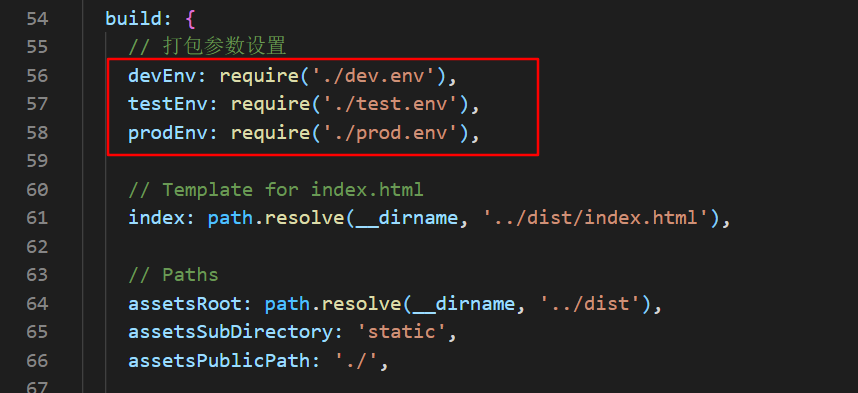 54 build: {
55 // 打包参数设置
56 devEnv: require('./dev.env'),
57 testEnv: require('./test.env'),
58 prodEnv: require('./prod.env'),
59
60 // Template for index.html
61 index: path.resolve(__dirname, '../dist/index.html'),
62
63 // Paths
64 assetsRoot: path.resolve(__dirname, '../dist'),
65 assetsSubDirectory: 'static',
66 assetsPublicPath: './',
67